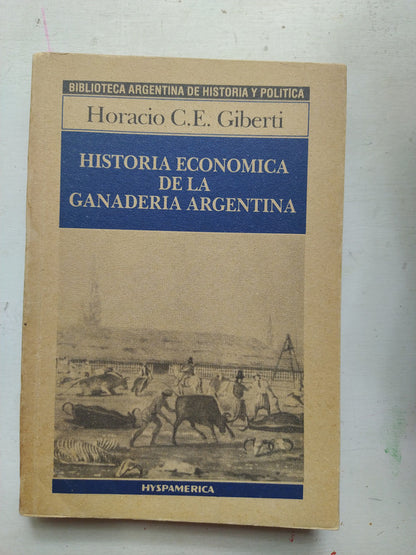 BIBLIOTECA ARGENTINA DE HISTORIA Y POLITICA
Horacio C.E. Giberti
HISTORIA ECONOMICA
DE LA
GANADERIA ARGENTINA
HYSPAMERICA